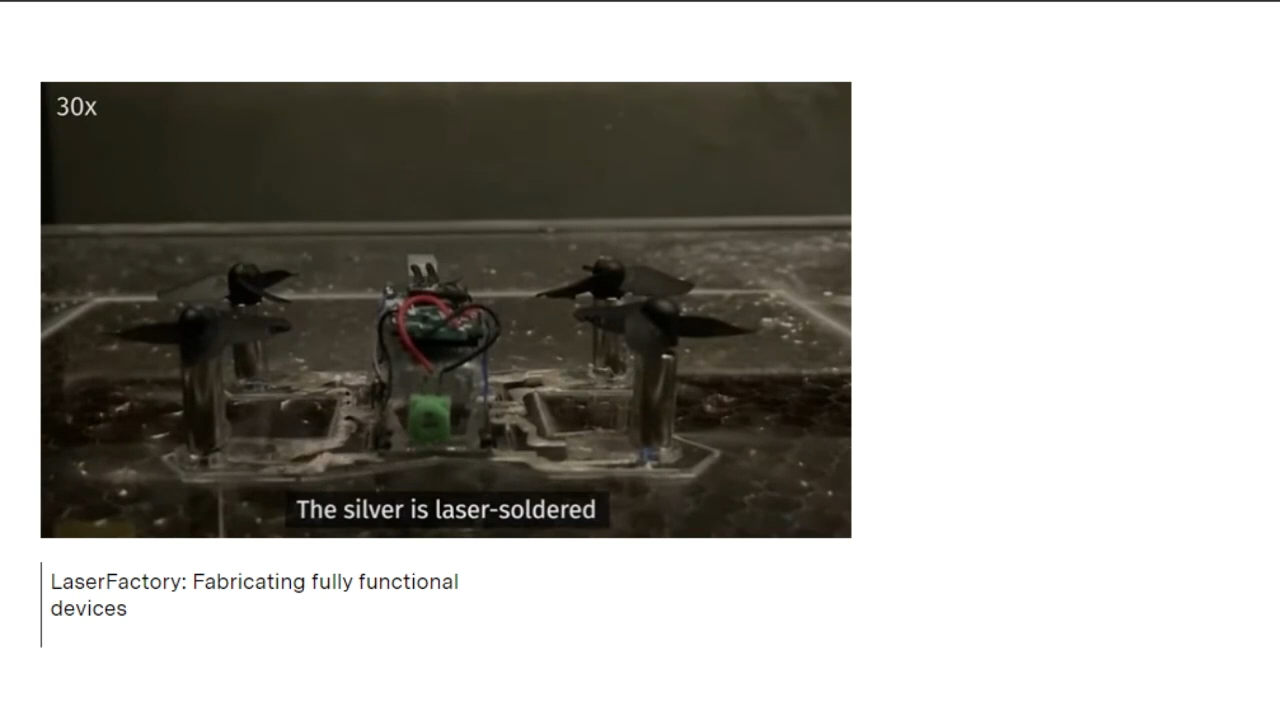 30x
The silver is laser-soldered
LaserFactory: Fabricating fully functional
devices